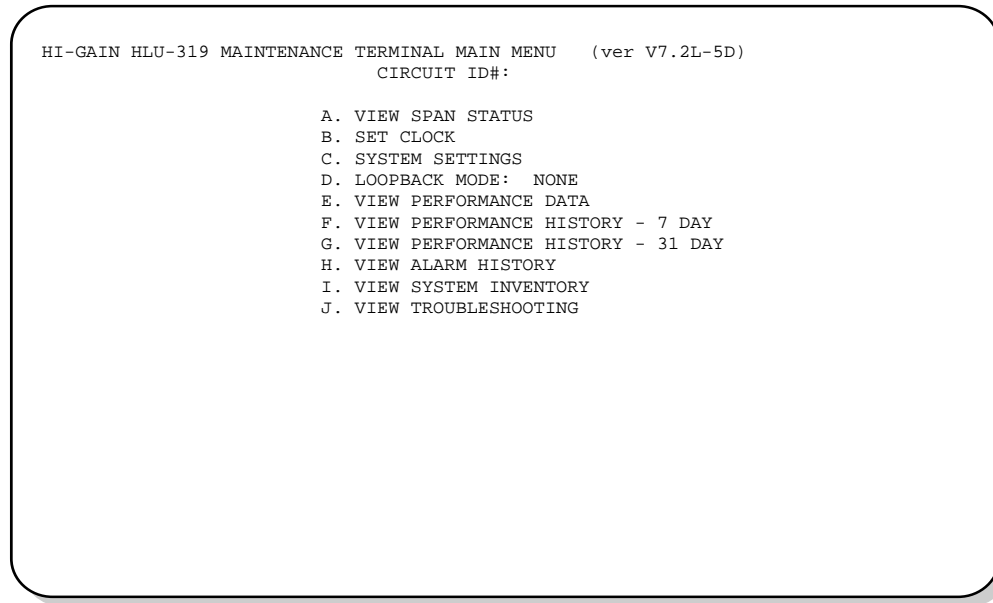 HI-GAIN HLU-319 MAINTENANCE TERMINAL MAIN MENU (ver V7.2L-5D)
CIRCUIT ID#:
A. VIEW SPAN STATUS
B. SET CLOCK
C. SYSTEM SETTINGS
D. LOOPBACK MODE: NONE
E. VIEW PERFORMANCE DATA
F. VIEW PERFORMANCE HISTORY - 7 DAY
G. VIEW PERFORMANCE HISTORY - 31 DAY
H. VIEW ALARM HISTORY
I. VIEW SYSTEM INVENTORY
J. VIEW TROUBLESHOOTING